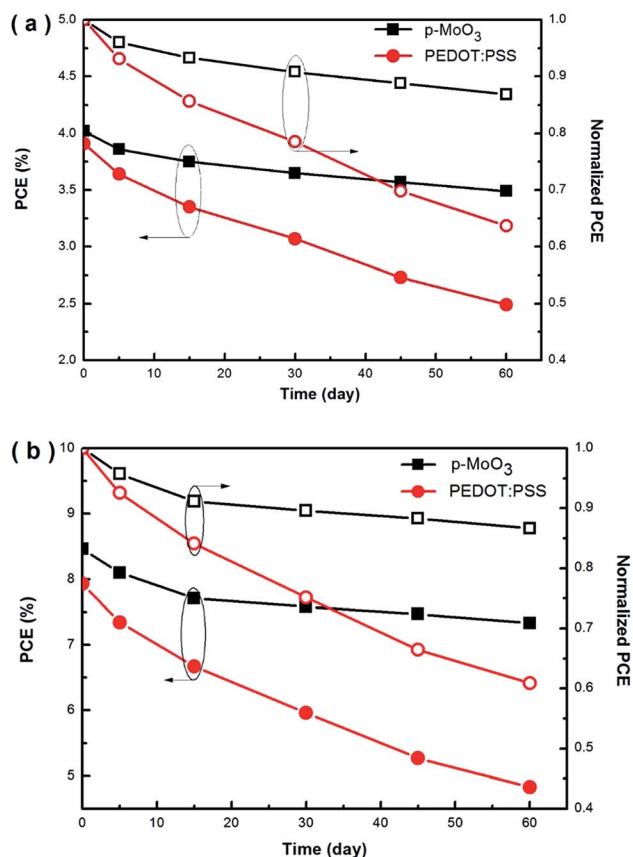 ( a )
p-MoO₃
PEDOT:PSS
PCE (%)
5.0
4.5
4.0
3.5
3.0
2.5
2.0
1.0
0.9
0.8
0.7
0.6
0.5
0.4
Normalized PCE
0 10 20 30 40 50 60
Time (day)
( b )
p-MoO₃
PEDOT:PSS
PCE (%)
10
9
8
7
6
5
1.0
0.9
0.8
0.7
0.6
0.5
0.4
Normalized PCE
0 10 20 30 40 50 60
Time (day)